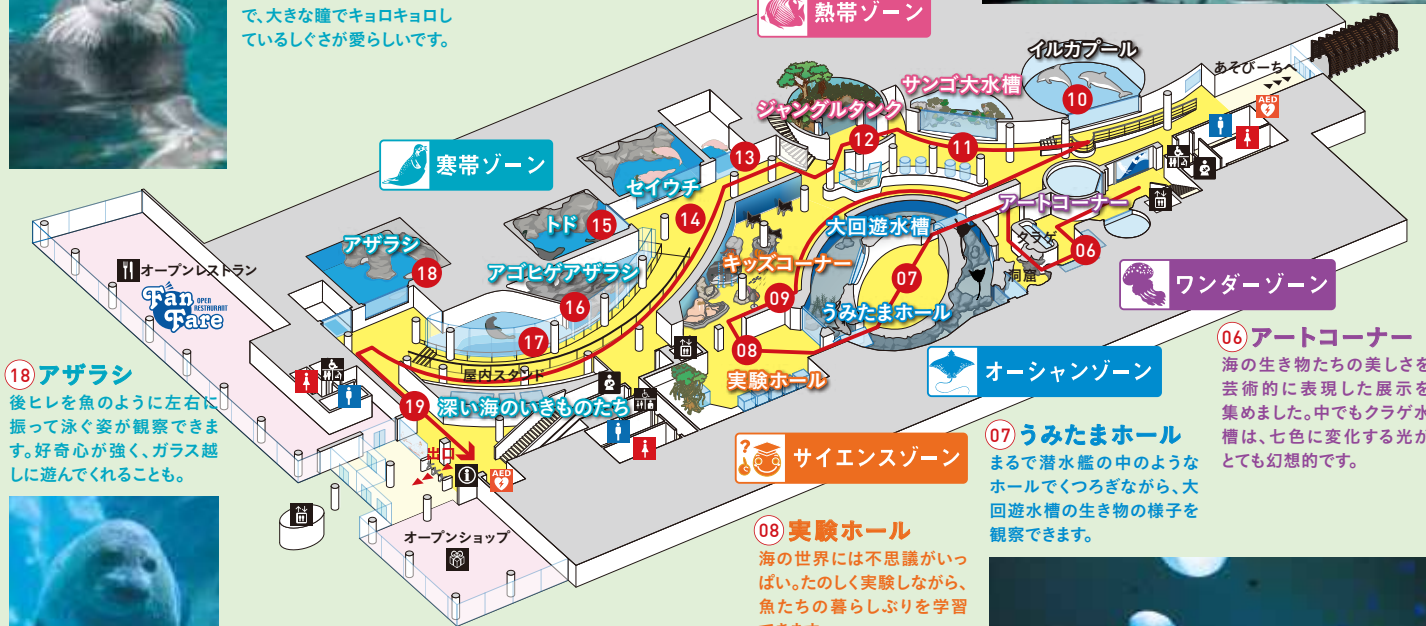 で、大きな瞳でキョロキョロし
ているしぐさが愛らしいです。
熱帯ゾーン
イルカプール
10
あそびーちへ
AED
サンゴ大水槽
11
ジャングルタンク
12
13
寒帯ゾーン
セイウチ
14
トド
15
アザラシ
18
アゴヒゲアザラシ
16
17
屋内スタンド
大回遊水槽
アートコーナー
クラゲ
06
洞窟
キッズコーナー
09
07
うみたまホール
08
実験ホール
オープンレストラン
Fan
Fare
OPEN
RESTAURANT
19
深い海のいきものたち
出口
AED
オープンショップ
ワンダーゾーン
オーシャンゾーン
サイエンスゾーン
18 アザラシ
後ヒレを魚のように左右に
振って泳ぐ姿が観察できま
す。好奇心が強く、ガラス越
しに遊んでくれることも。
06 アートコーナー
海の生き物たちの美しさを
芸術的に表現した展示を
集めました。中でもクラゲ水
槽は、七色に変化する光が
とても幻想的です。
07 うみたまホール
まるで潜水艦の中のような
ホールでくつろぎながら、大
回遊水槽の生き物の様子を
観察できます。
08 実験ホール
海の世界には不思議がいっ
ぱい。たのしく実験しながら、
魚たちの暮らしぶりを学習